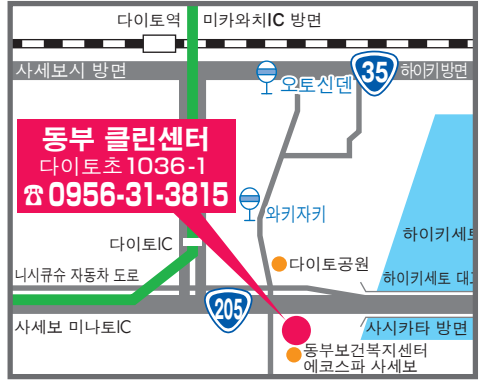 다이토역
미카와치IC 방면
사세보시 방면
오토신덴
35
하이키 방면
동부 클린센터
다이토초1036-1
☎0956-31-3815
와키자키
하이키세토
다이토IC
다이토공원
니시큐슈 자동차 도로
하이키세토 대교
205
사세보 미나토IC
사시카타 방면
동부보건복지센터
에코스파 사세보